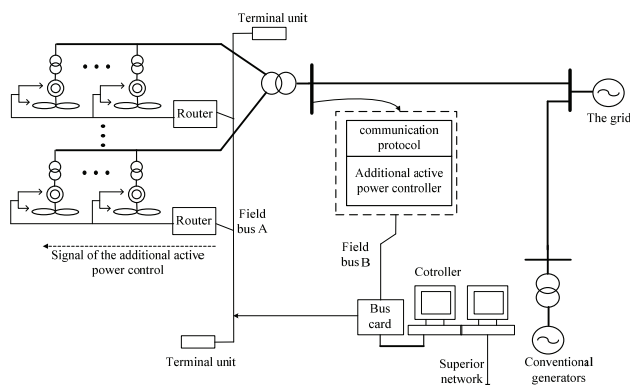 Terminal unit
Router
The grid
communication
protocol
Additional active
power controller
Router
Field
bus A
Signal of the additional active
power control
Field
bus B
Cotroller
Bus
card
Terminal unit
Superior
network
Conventional
generators